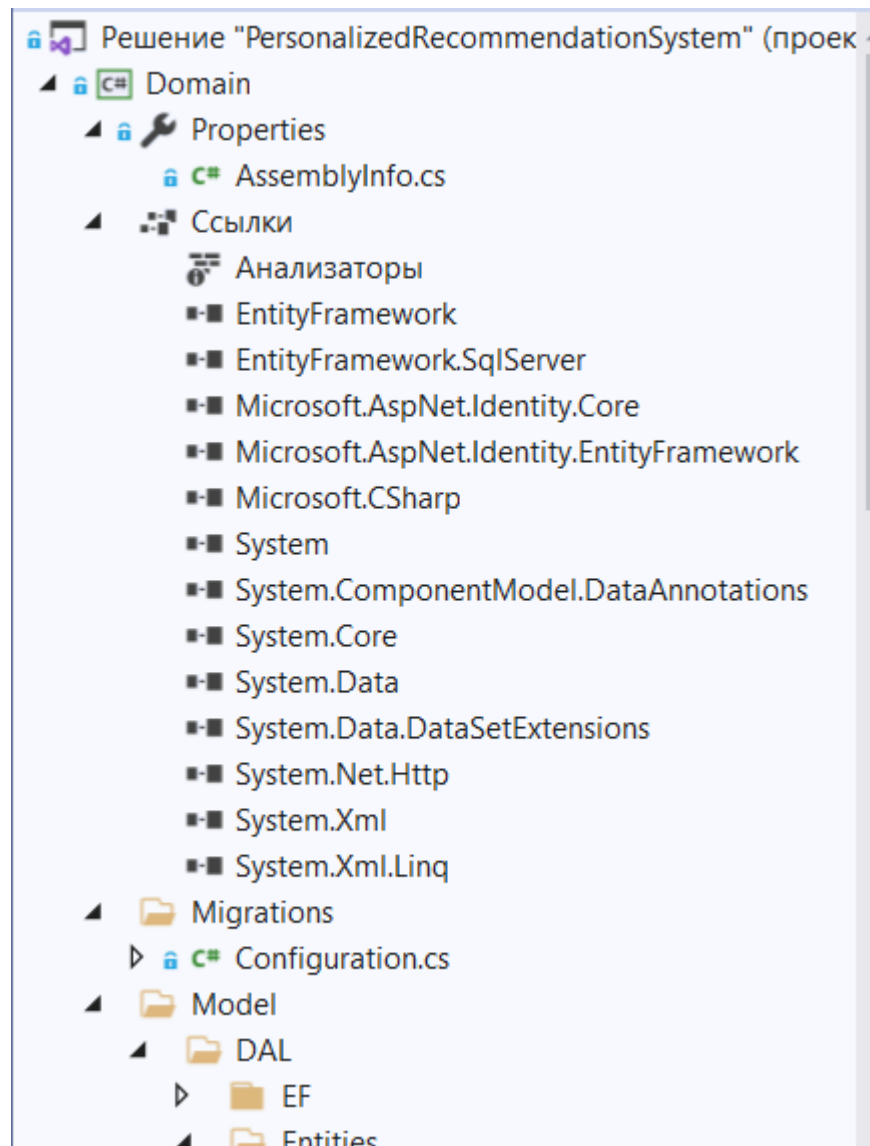 Решение "PersonalizedRecommendationSystem" (проек
C# Domain
Properties
C# AssemblyInfo.cs
Ссылки
Анализаторы
EntityFramework
EntityFramework.SqlServer
Microsoft.AspNet.Identity.Core
Microsoft.AspNet.Identity.EntityFramework
Microsoft.CSharp
System
System.ComponentModel.DataAnnotations
System.Core
System.Data
System.Data.DataSetExtensions
System.Net.Http
System.Xml
System.Xml.Linq
Migrations
C# Configuration.cs
Model
DAL
EF
Entities